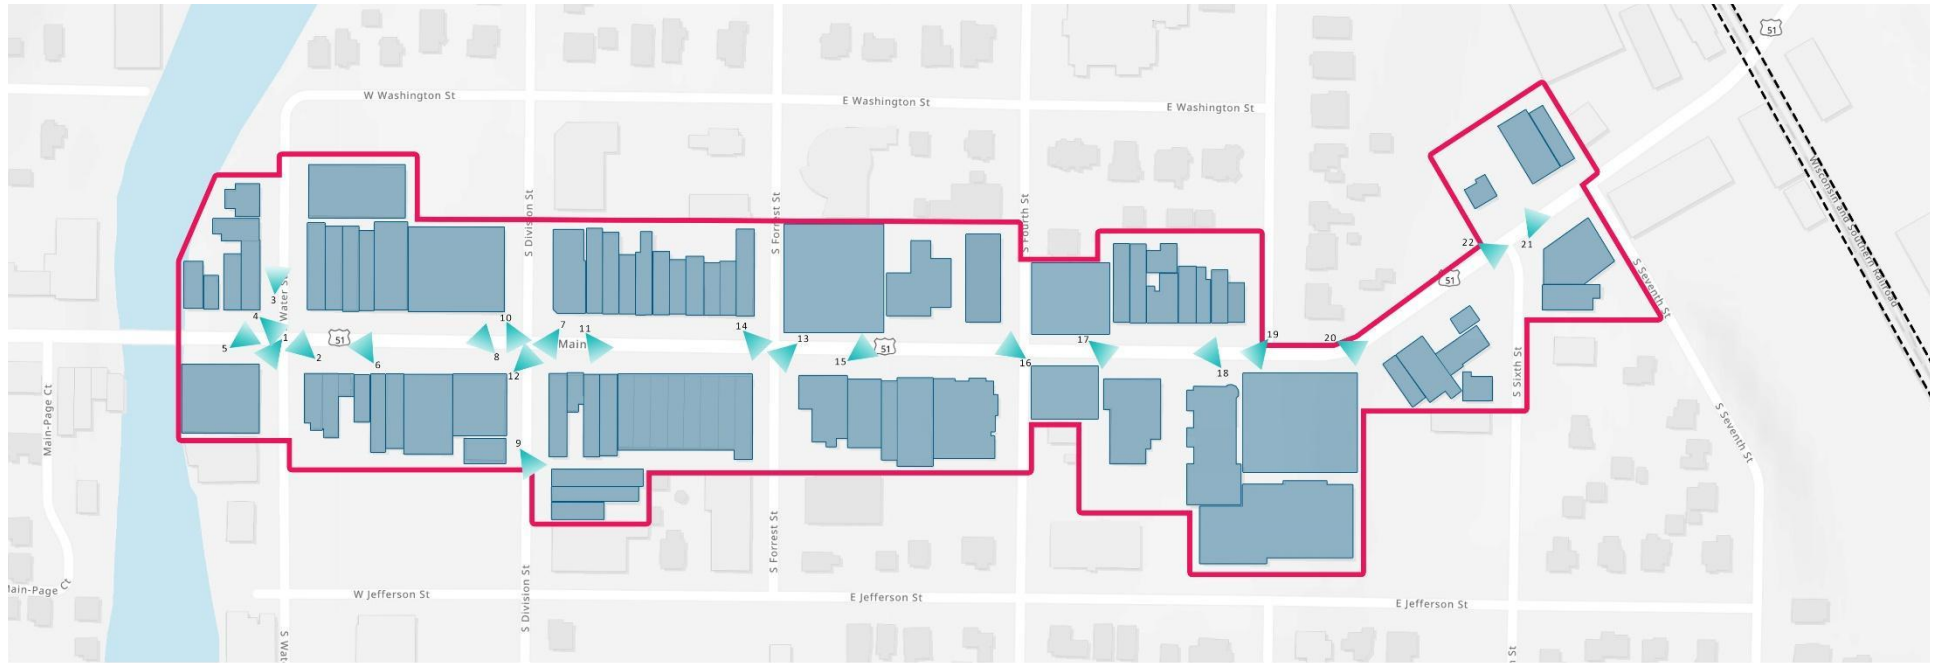 51
W Washington St
E Washington St
E Washington St
Wisconsin and Southern Railroad
S Division St
S Forrest St
S Fourth St
22
21
51
S Seventh St
3
Water St
4
10
7
11
14
19
1
51
Main
13
17
20
5
2
8
51
6
12
15
16
18
Main-Page Ct
S Sixth St
S Seventh St
9
S Forrest St
S Division St
Main-Page Ct
W Jefferson St
E Jefferson St
E Jefferson St
S Wat
St